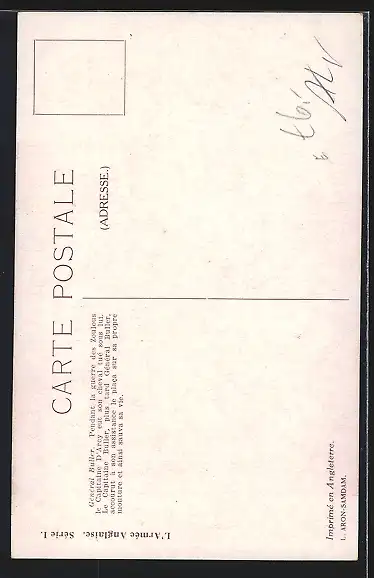 CARTE POSTALE
(ADRESSE.)
Général Buller. Pendant la guerre des Zoulous
le Capitaine D'Arcy eut son cheval tué sous lui.
Le Capitaine Buller, plus tard Général Buller,
accourut à son assistance le plaça sur sa propre
monture et ainsi sauva sa vie.
L'Armée Anglaise. Série I.
Imprimé en Angleterre.
L. ARON-SAMDAM.